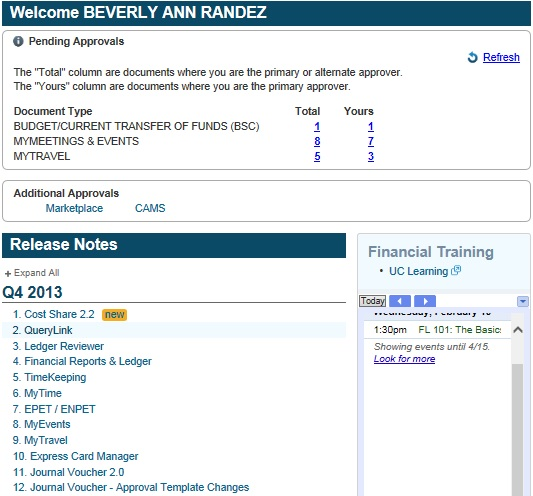 Welcome BEVERLY ANN RANDEZ
Pending Approvals
Refresh
The "Total" column are documents where you are the primary or alternate approver.
The "Yours" column are documents where you are the primary approver.
Document Type Total Yours
BUDGET/CURRENT TRANSFER OF FUNDS (BSC) 1 1
MYMEETINGS & EVENTS 8 7
MYTRAVEL 5 3
Additional Approvals
Marketplace CAMS
Release Notes
+ Expand All
Q4 2013
1. Cost Share 2.2 new
2. QueryLink
3. Ledger Reviewer
4. Financial Reports & Ledger
5. TimeKeeping
6. MyTime
7. EPET / ENPET
8. MyEvents
9. MyTravel
10. Express Card Manager
11. Journal Voucher 2.0
12. Journal Voucher - Approval Template Changes
Financial Training
• UC Learning
Today
Wednesday, February
1:30pm FL 101: The Basics
Showing events until 4/15.
Look for more